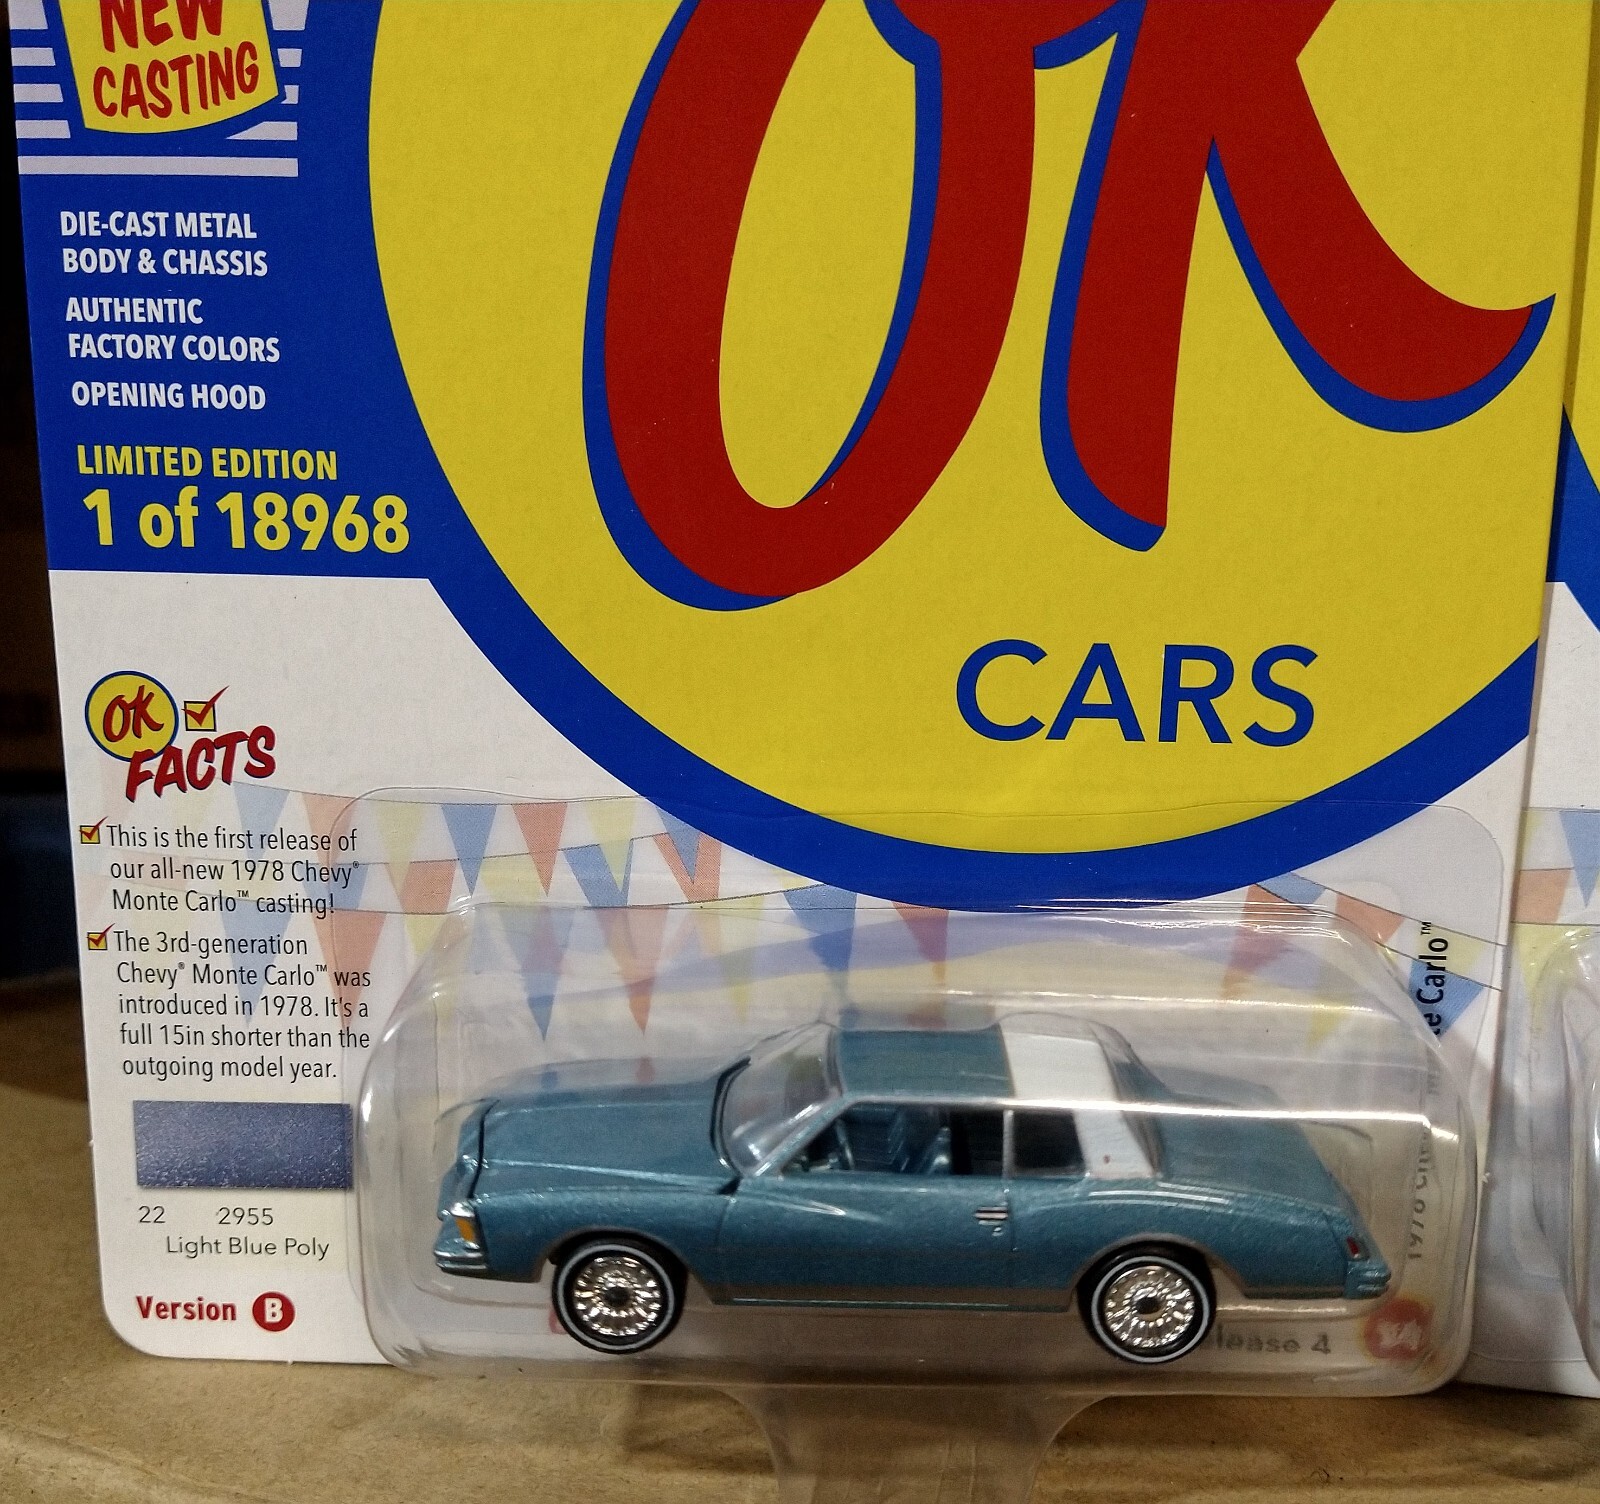 NEW
CASTING
DIE-CAST METAL
BODY & CHASSIS
AUTHENTIC
FACTORY COLORS
OPENING HOOD
LIMITED EDITION
1 of 18968
OK
CARS
OK
FACTS
This is the first release of
our all-new 1978 Chevy®
Monte Carlo™ casting!
The 3rd-generation
Chevy® Monte Carlo™ was
introduced in 1978. It's a
full 15in shorter than the
outgoing model year.
22 2955
Light Blue Poly
Version B
1978 Carlo™
4